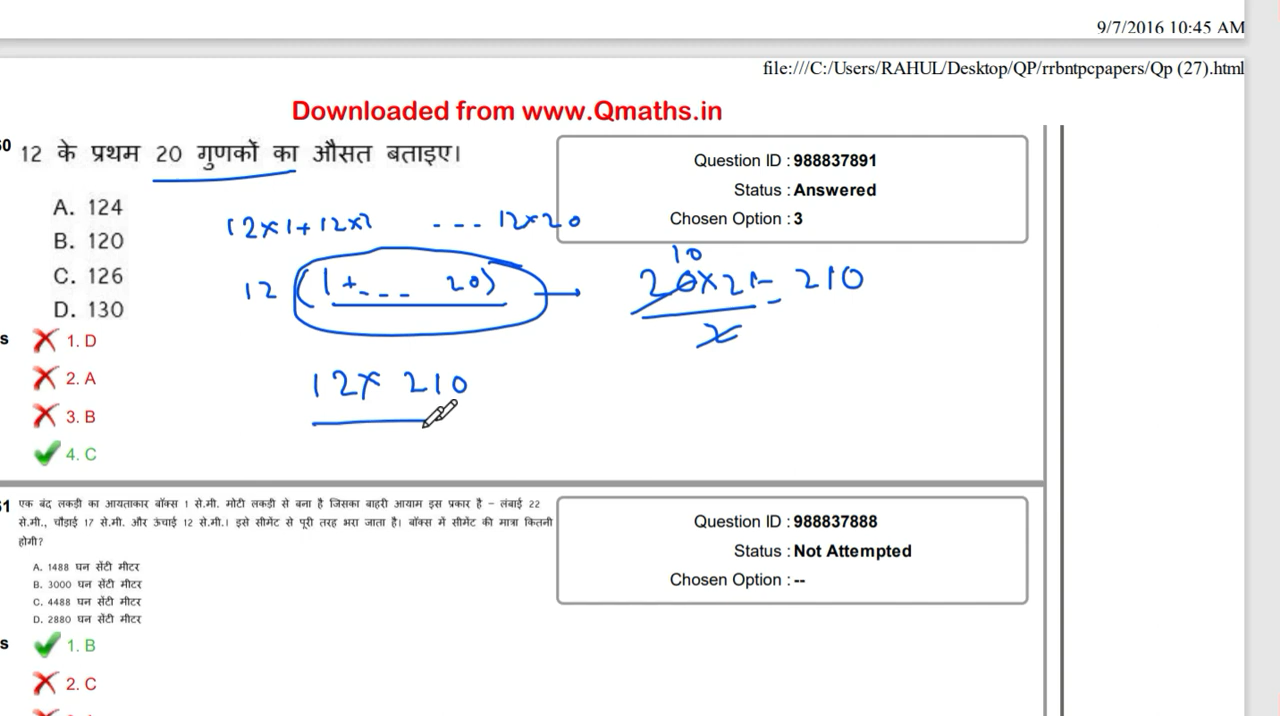 9/7/2016 10:45 AM
file:///C:/Users/RAHUL/Desktop/QP/rrbntpcpapers/Qp (27).html
Downloaded from www.Qmaths.in
60 12 के प्रथम 20 गुणकों का औसत बताइए।
A. 124
B. 120
C. 126
D. 130
Question ID : 988837891
Status : Answered
Chosen Option : 3
12×1+12×2 --- 12×20
12 (1+--- 20)
10
20×21 = 210
2
12× 210
s 1. D
2. A
3. B
4. C
61 एक बंद लकड़ी का आयताकार बॉक्स 1 से.मी. मोटी लकड़ी से बना है जिसका बाहरी आयाम इस प्रकार है - लंबाई 22
से.मी., चौड़ाई 17 से.मी. और ऊंचाई 12 से.मी.। इसे सीमेंट से पूरी तरह भरा जाता है। बॉक्स में सीमेंट की मात्रा कितनी
होगी?
A. 1488 घन सेंटी मीटर
B. 3000 घन सेंटी मीटर
C. 4488 घन सेंटी मीटर
D. 2880 घन सेंटी मीटर
Question ID : 988837888
Status : Not Attempted
Chosen Option : --
s 1. B
2. C